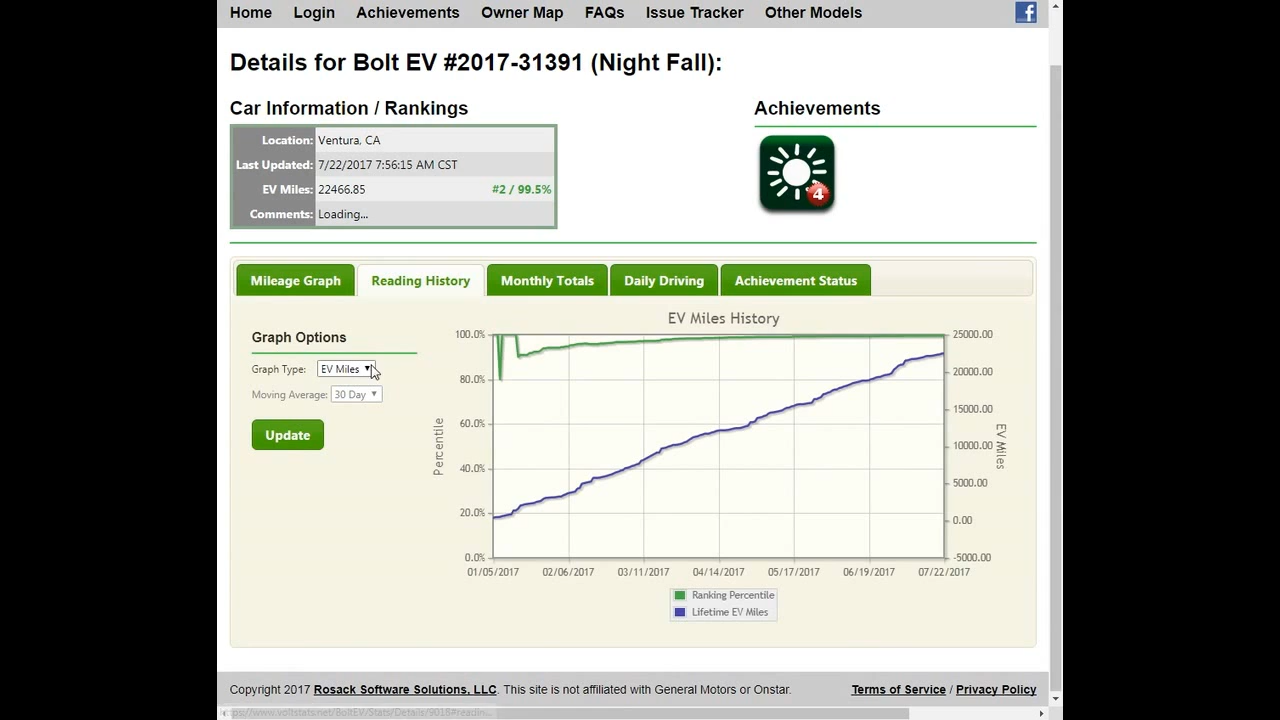 Home Login Achievements Owner Map FAQs Issue Tracker Other Models f
Details for Bolt EV #2017-31391 (Night Fall):
Car Information / Rankings
Location: Ventura, CA
Last Updated: 7/22/2017 7:56:15 AM CST
EV Miles: 22466.85 #2 / 99.5%
Comments: Loading...
Achievements
4
Mileage Graph Reading History Monthly Totals Daily Driving Achievement Status
Graph Options
Graph Type: EV Miles
Moving Average: 30 Day
Update
EV Miles History
100.0%
80.0%
60.0%
40.0%
20.0%
0.0%
Percentile
25000.00
20000.00
15000.00
10000.00
5000.00
0.00
-5000.00
EV Miles
01/05/2017 02/06/2017 03/11/2017 04/14/2017 05/17/2017 06/19/2017 07/22/2017
Ranking Percentile
Lifetime EV Miles
Copyright 2017 Rosack Software Solutions, LLC. This site is not affiliated with General Motors or Onstar.
Terms of Service / Privacy Policy